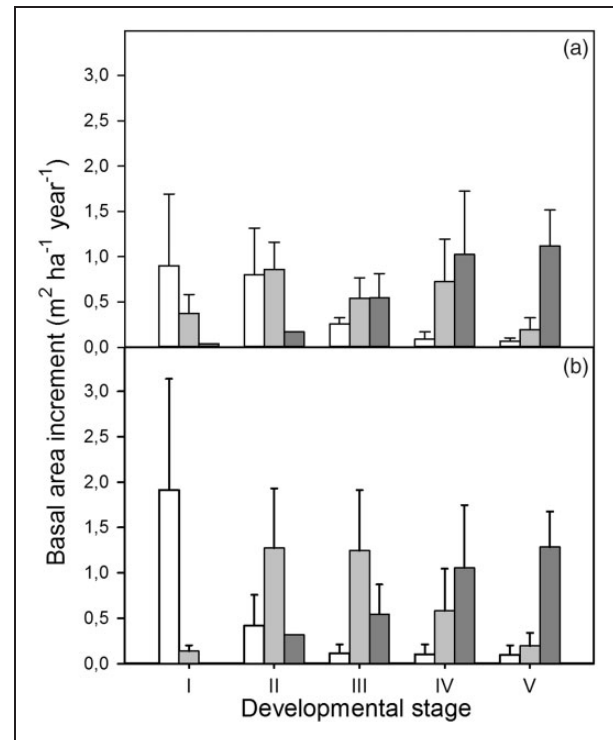 (a)
3,0
2,5
2,0
1,5
1,0
0,5
0,0
(b)
3,0
2,5
2,0
1,5
1,0
0,5
0,0
Basal area increment (m² ha⁻¹ year⁻¹)
I II III IV V
Developmental stage